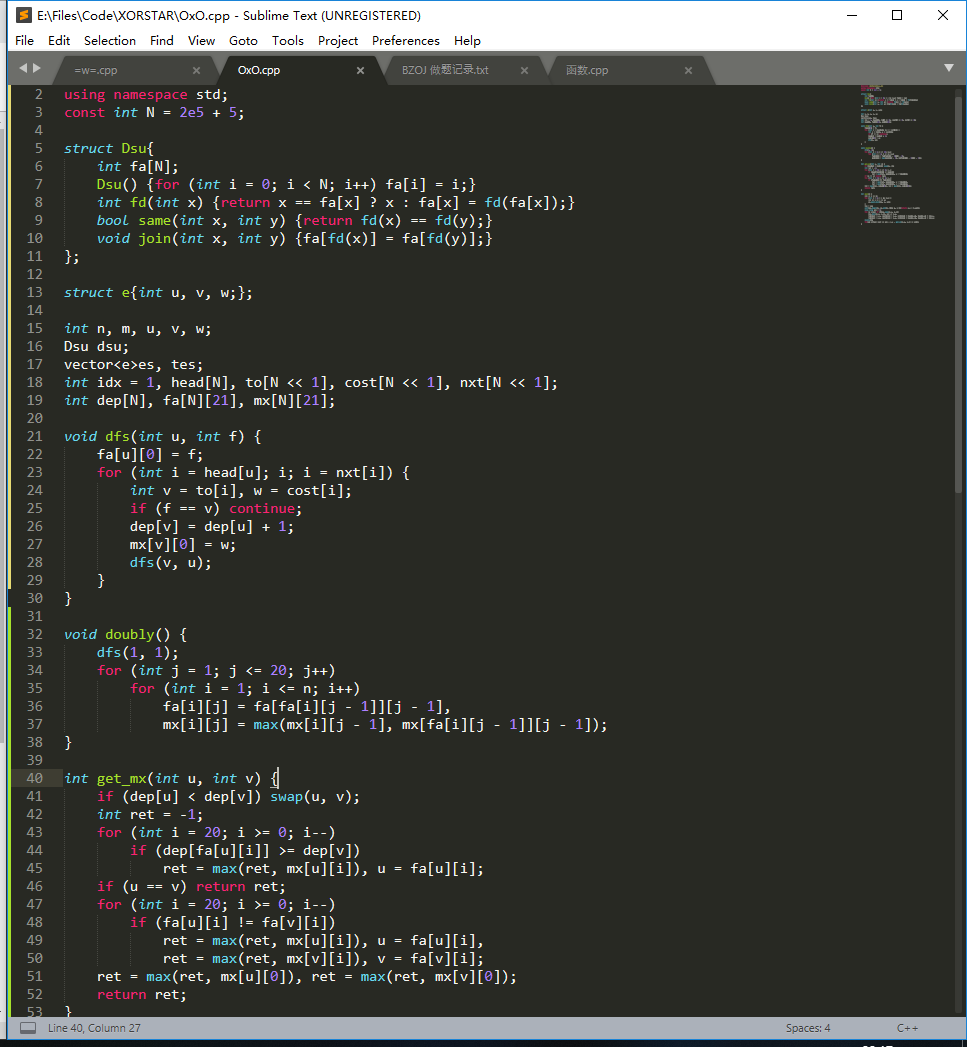 E:\Files\Code\XORSTAR\OxO.cpp - Sublime Text (UNREGISTERED)
File Edit Selection Find View Goto Tools Project Preferences Help
=w=.cpp OxO.cpp BZOJ 做题记录.txt 函数.cpp
2 using namespace std;
3 const int N = 2e5 + 5;
4
5 struct Dsu{
6     int fa[N];
7     Dsu() {for (int i = 0; i < N; i++) fa[i] = i;}
8     int fd(int x) {return x == fa[x] ? x : fa[x] = fd(fa[x]);}
9     bool same(int x, int y) {return fd(x) == fd(y);}
10     void join(int x, int y) {fa[fd(x)] = fa[fd(y)];}
11 };
12
13 struct e{int u, v, w;};
14
15 int n, m, u, v, w;
16 Dsu dsu;
17 vector<e>es, tes;
18 int idx = 1, head[N], to[N << 1], cost[N << 1], nxt[N << 1];
19 int dep[N], fa[N][21], mx[N][21];
20
21 void dfs(int u, int f) {
22     fa[u][0] = f;
23     for (int i = head[u]; i; i = nxt[i]) {
24         int v = to[i], w = cost[i];
25         if (f == v) continue;
26         dep[v] = dep[u] + 1;
27         mx[v][0] = w;
28         dfs(v, u);
29     }
30 }
31
32 void doubly() {
33     dfs(1, 1);
34     for (int j = 1; j <= 20; j++)
35         for (int i = 1; i <= n; i++)
36             fa[i][j] = fa[fa[i][j - 1]][j - 1],
37             mx[i][j] = max(mx[i][j - 1], mx[fa[i][j - 1]][j - 1]);
38 }
39
40 int get_mx(int u, int v) {
41     if (dep[u] < dep[v]) swap(u, v);
42     int ret = -1;
43     for (int i = 20; i >= 0; i--)
44         if (dep[fa[u][i]] >= dep[v])
45             ret = max(ret, mx[u][i]), u = fa[u][i];
46     if (u == v) return ret;
47     for (int i = 20; i >= 0; i--)
48         if (fa[u][i] != fa[v][i])
49             ret = max(ret, mx[u][i]), u = fa[u][i],
50             ret = max(ret, mx[v][i]), v = fa[v][i];
51     ret = max(ret, mx[u][0]), ret = max(ret, mx[v][0]);
52     return ret;
53 }
Line 40, Column 27 Spaces: 4 C++